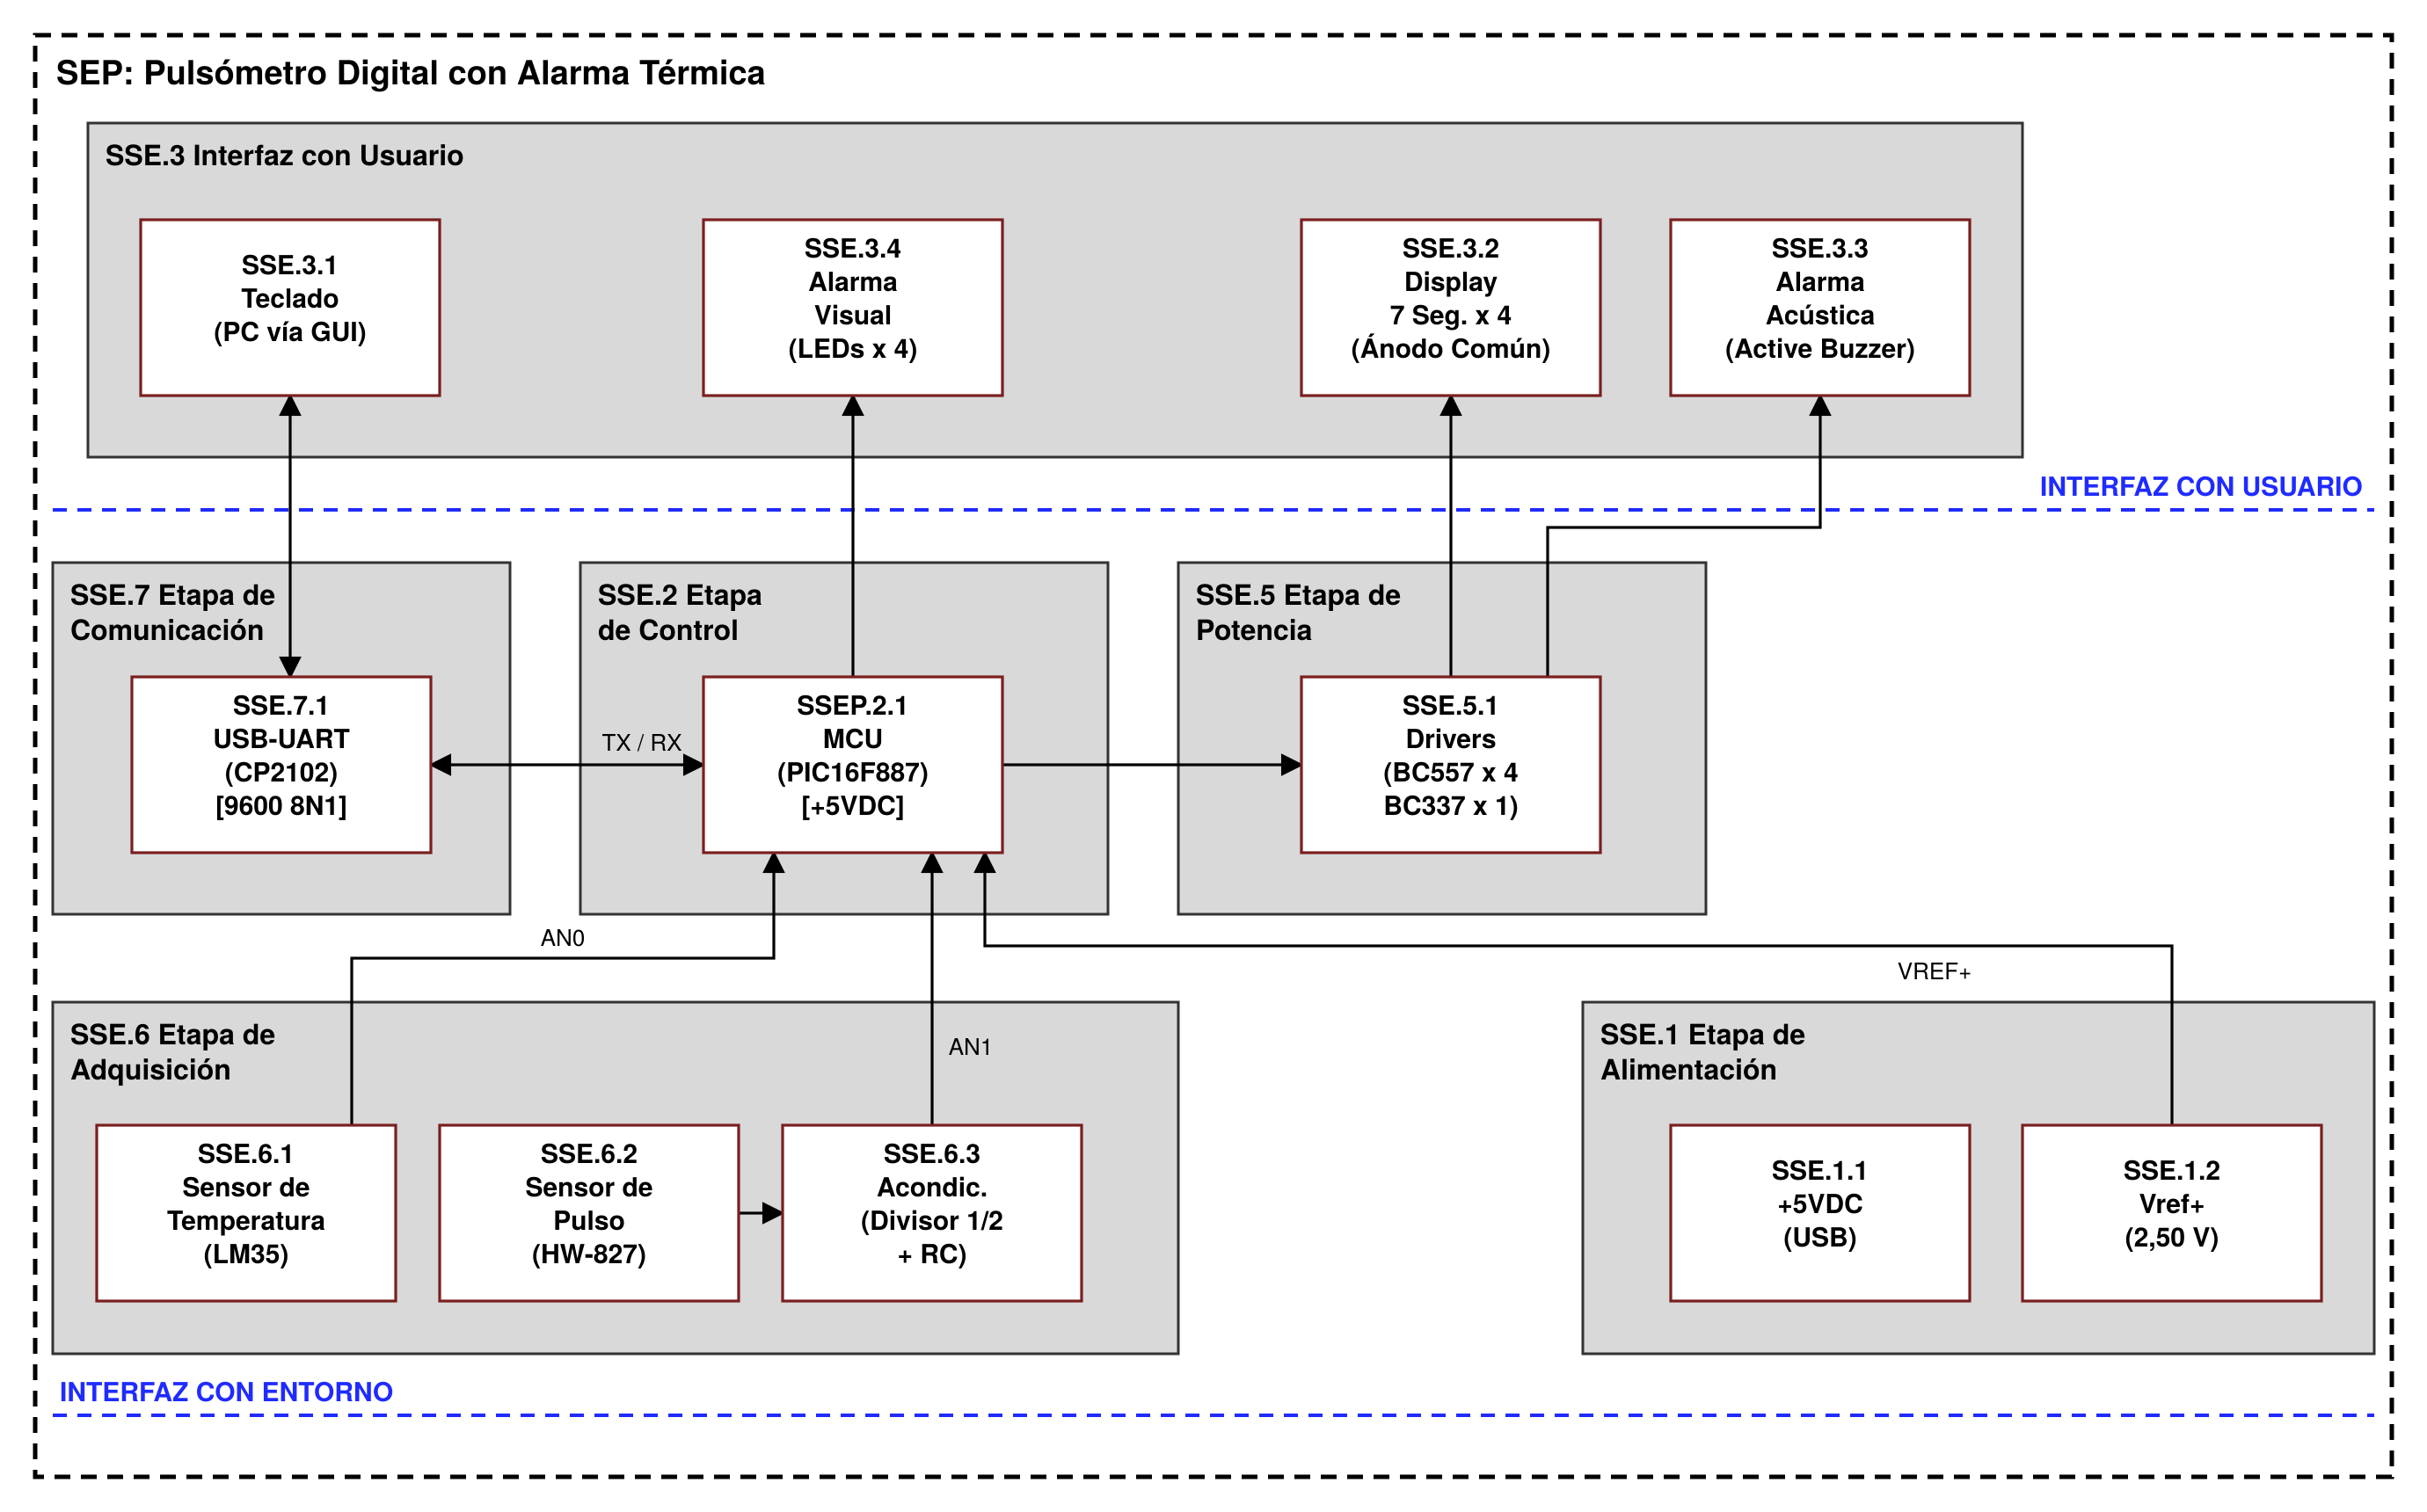 SEP: Pulsómetro Digital con Alarma Térmica
SSE.3 Interfaz con Usuario
SSE.3.1
Teclado
(PC vía GUI)
SSE.3.4
Alarma
Visual
(LEDs x 4)
SSE.3.2
Display
7 Seg. x 4
(Ánodo Común)
SSE.3.3
Alarma
Acústica
(Active Buzzer)
INTERFAZ CON USUARIO
SSE.7 Etapa de
Comunicación
SSE.7.1
USB-UART
(CP2102)
[9600 8N1]
TX / RX
SSE.2 Etapa
de Control
SSEP.2.1
MCU
(PIC16F887)
[+5VDC]
SSE.5 Etapa de
Potencia
SSE.5.1
Drivers
(BC557 x 4
BC337 x 1)
AN0
VREF+
SSE.6 Etapa de
Adquisición
AN1
SSE.6.1
Sensor de
Temperatura
(LM35)
SSE.6.2
Sensor de
Pulso
(HW-827)
SSE.6.3
Acondic.
(Divisor 1/2
+ RC)
SSE.1 Etapa de
Alimentación
SSE.1.1
+5VDC
(USB)
SSE.1.2
Vref+
(2,50 V)
INTERFAZ CON ENTORNO